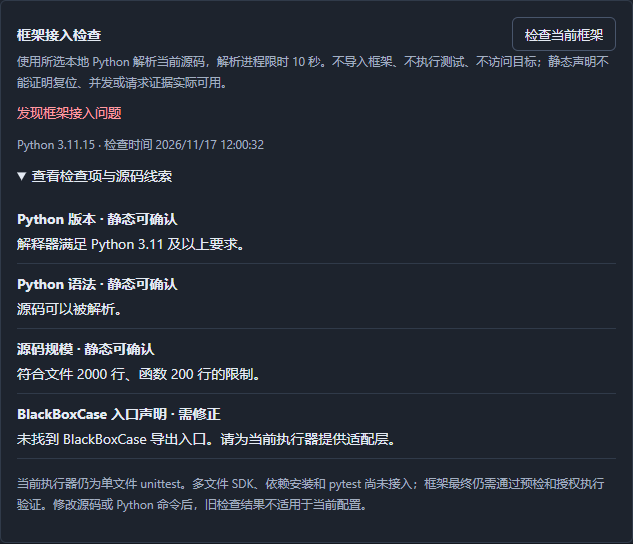 框架接入检查
检查当前框架
使用所选本地 Python 解析当前源码，解析进程限时 10 秒。不导入框架、不执行测试、不访问目标；静态声明不
能证明复位、并发或请求证据实际可用。
发现框架接入问题
Python 3.11.15 · 检查时间 2026/11/17 12:00:32
▼ 查看检查项与源码线索
Python 版本 · 静态可确认
解释器满足 Python 3.11 及以上要求。
Python 语法 · 静态可确认
源码可以被解析。
源码规模 · 静态可确认
符合文件 2000 行、函数 200 行的限制。
BlackBoxCase 入口声明 · 需修正
未找到 BlackBoxCase 导出入口。请为当前执行器提供适配层。
当前执行器仍为单文件 unittest。多文件 SDK、依赖安装和 pytest 尚未接入；框架最终仍需通过预检和授权执行
验证。修改源码或 Python 命令后，旧检查结果不适用于当前配置。